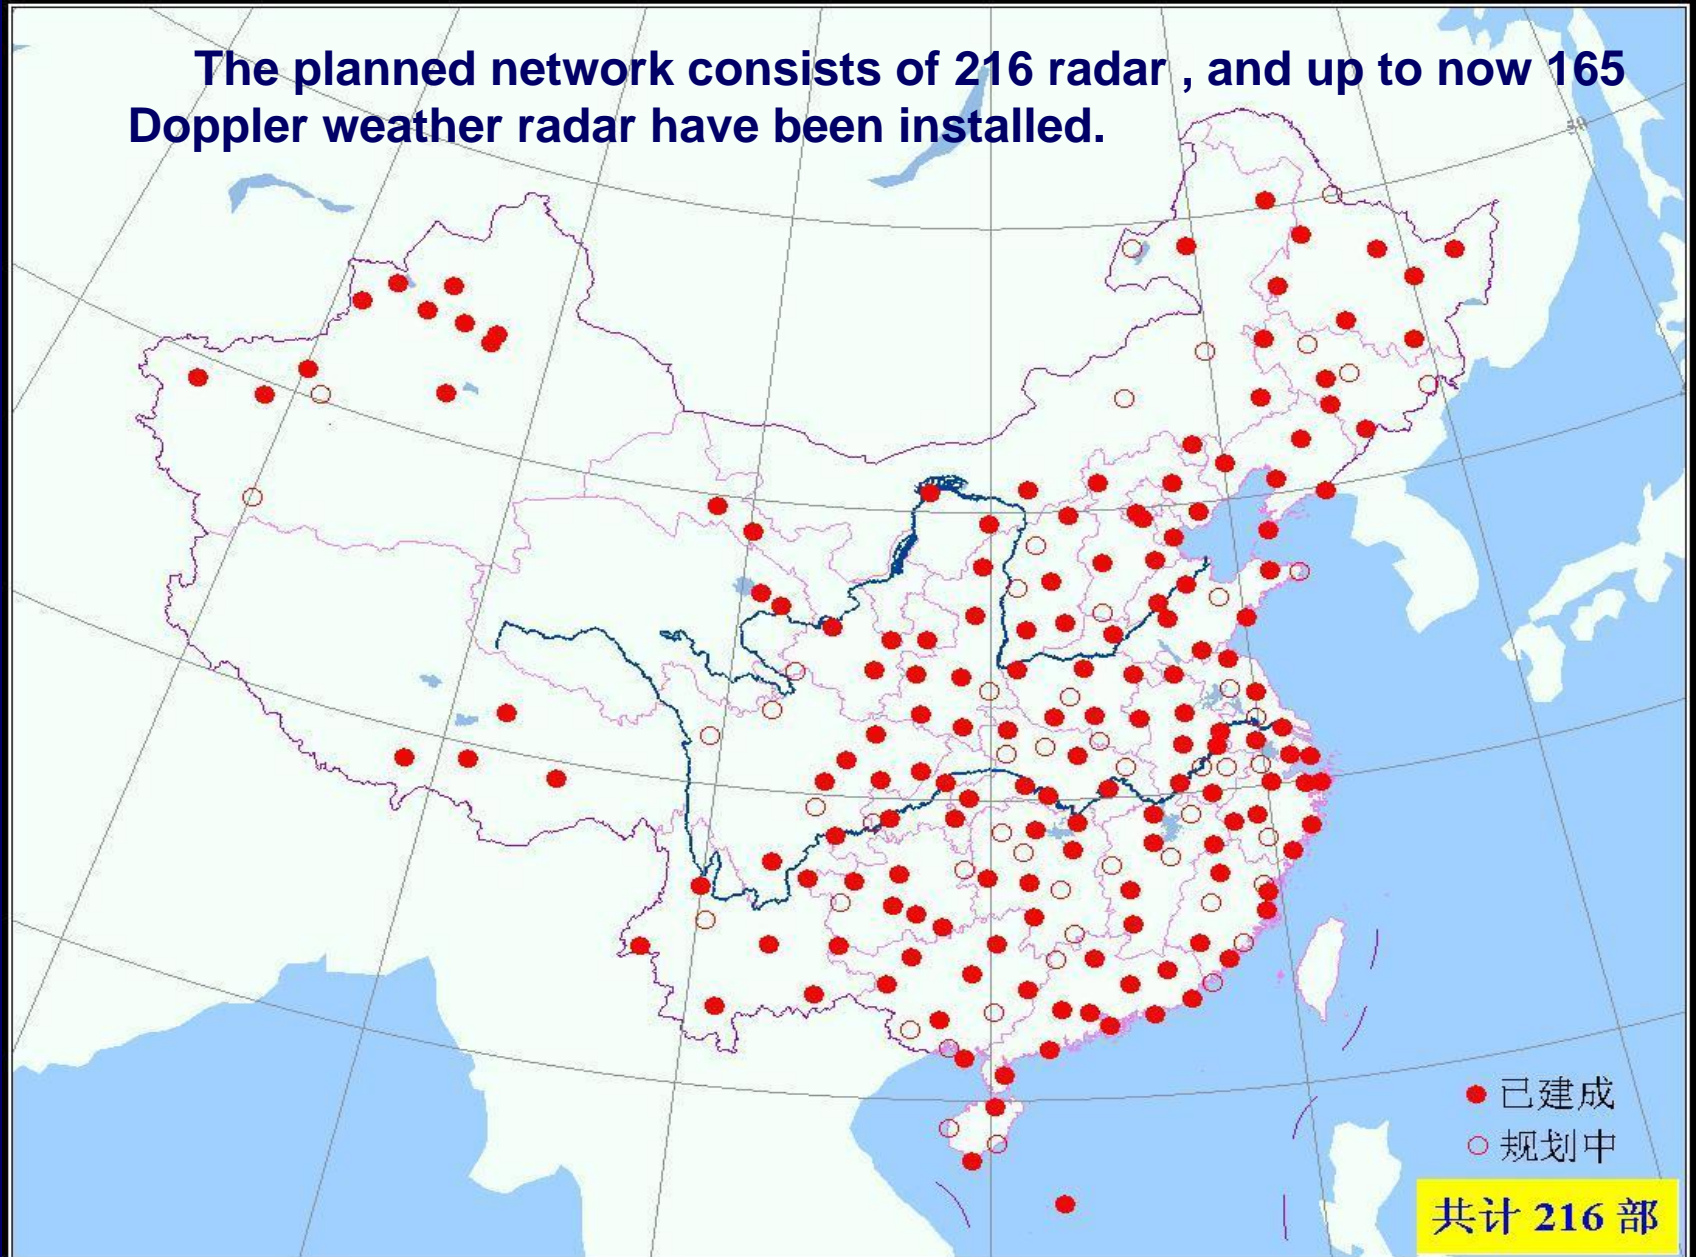 The planned network consists of 216 radar , and up to now 165
Doppler weather radar have been installed.
50
已建成
规划中
共计 216 部